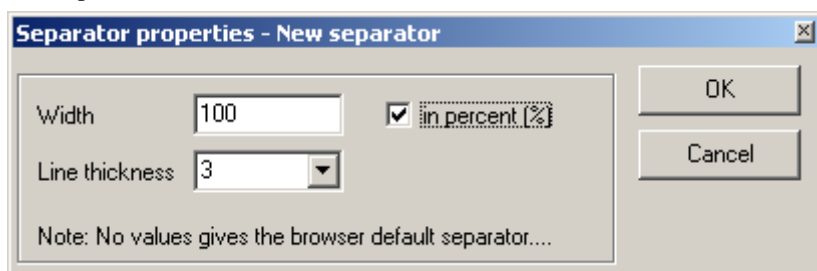 Separator properties - New separator
Width 100 in percent (%) OK
Line thickness 3 Cancel
Note: No values gives the browser default separator....